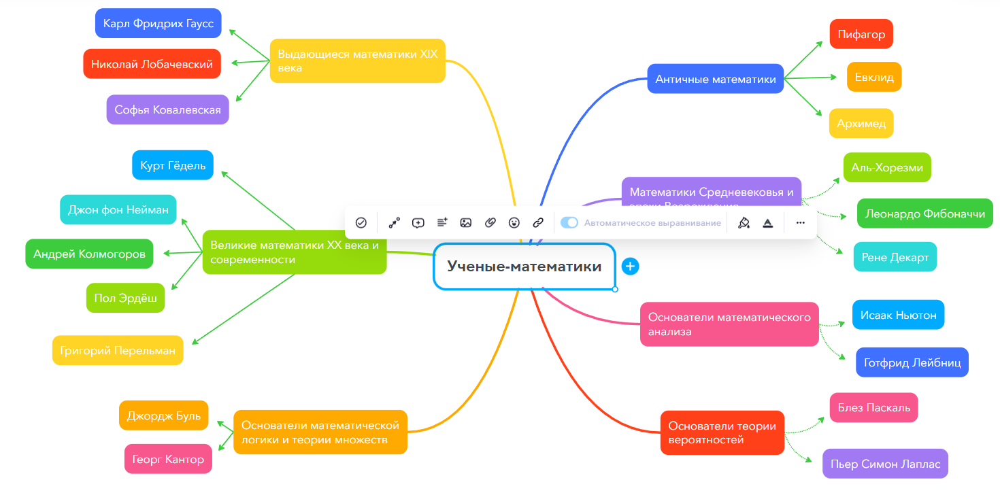 Карл Фридрих Гаусс
Николай Лобачевский
Софья Ковалевская
Выдающиеся математики XIX
века
Курт Гёдель
Джон фон Нейман
Андрей Колмогоров
Пол Эрдёш
Григорий Перельман
Великие математики XX века и
современности
Джордж Буль
Георг Кантор
Основатели математической
логики и теории множеств
Автоматическое выравнивание
Ученые-математики
Античные математики
Пифагор
Евклид
Архимед
Математики Средневековья и
эпохи Возрождения
Аль-Хорезми
Леонардо Фибоначчи
Рене Декарт
Основатели математического
анализа
Исаак Ньютон
Готфрид Лейбниц
Основатели теории
вероятностей
Блез Паскаль
Пьер Симон Лаплас